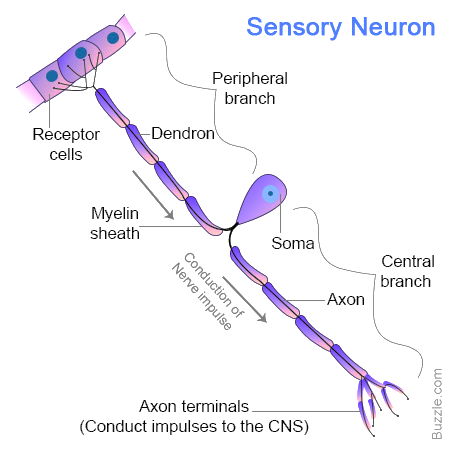 Sensory Neuron
Peripheral
branch
Receptor
cells
Dendron
Myelin
sheath
Soma
Central
branch
Conduction of
Nerve impulse
Axon
Axon terminals
(Conduct impulses to the CNS)
Buzzle.com